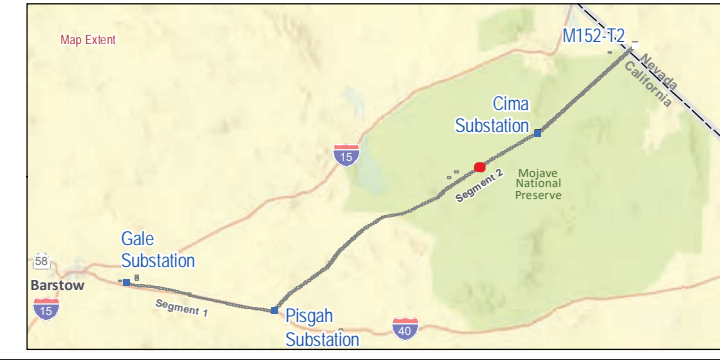 Map Extent
M152-T2
Nevada
California
Cima
Substation
15
Segment 2
Mojave
National
Preserve
Gale
Substation
58
Barstow
15
Segment 1
Pisgah
Substation
40